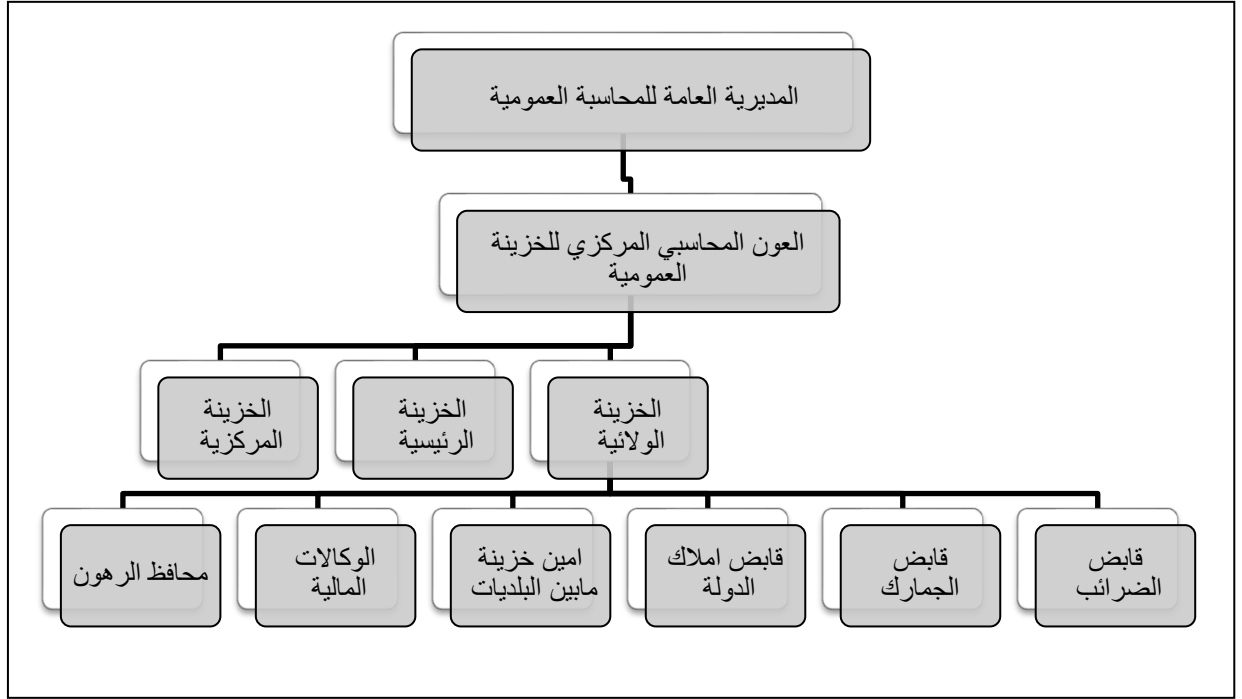 المديرية العامة للمحاسبة العمومية
العون المحاسبي المركزي للخزينة
العمومية
الخزينة
الولائية
الخزينة
الرئيسية
الخزينة
المركزية
قابض
الضرائب
قابض
الجمارك
قابض املاك
الدولة
امين خزينة
مابين البلديات
الوكالات
المالية
محافظ الرهون